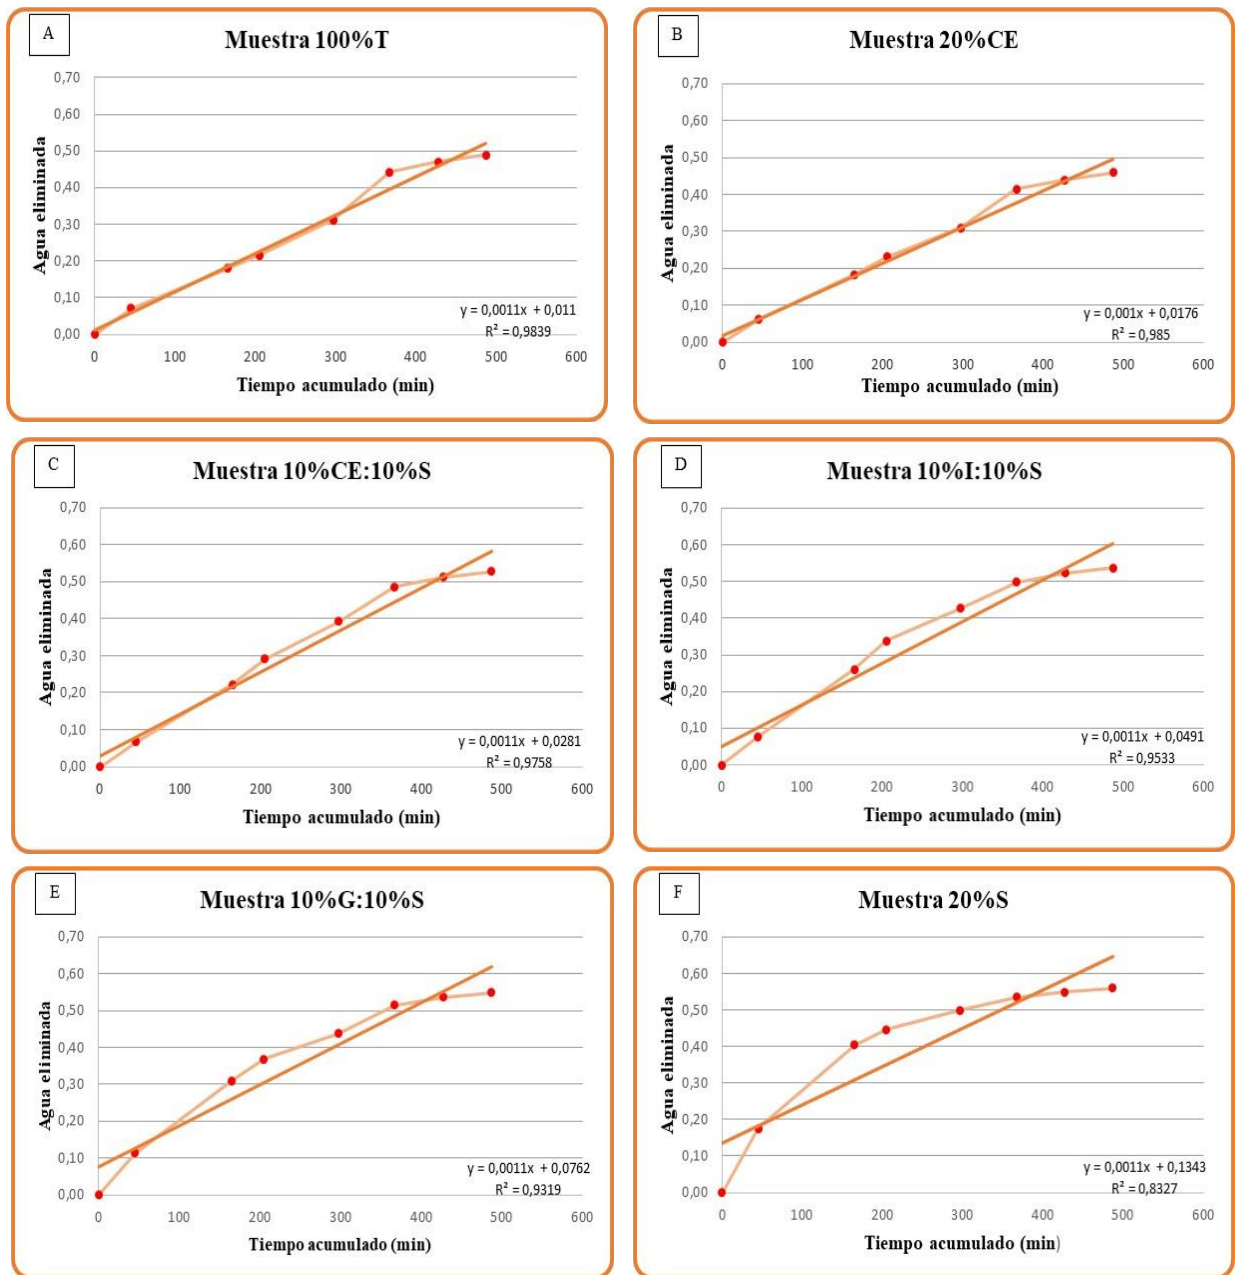 A
Muestra 100%T
0,70
0,60
0,50
0,40
0,30
0,20
0,10
0,00
Agua eliminada
y = 0,0011x + 0,011
R² = 0,9839
0 100 200 300 400 500 600
Tiempo acumulado (min)
B
Muestra 20%CE
0,70
0,60
0,50
0,40
0,30
0,20
0,10
0,00
Agua eliminada
y = 0,001x + 0,0176
R² = 0,985
0 100 200 300 400 500 600
Tiempo acumulado (min)
C
Muestra 10%CE:10%S
0,70
0,60
0,50
0,40
0,30
0,20
0,10
0,00
Agua eliminada
y = 0,0011x + 0,0281
R² = 0,9758
0 100 200 300 400 500 600
Tiempo acumulado (min)
D
Muestra 10%I:10%S
0,70
0,60
0,50
0,40
0,30
0,20
0,10
0,00
Agua eliminada
y = 0,0011x + 0,0491
R² = 0,9533
0 100 200 300 400 500 600
Tiempo acumulado (min)
E
Muestra 10%G:10%S
0,70
0,60
0,50
0,40
0,30
0,20
0,10
0,00
Agua eliminada
y = 0,0011x + 0,0762
R² = 0,9319
0 100 200 300 400 500 600
Tiempo acumulado (min)
F
Muestra 20%S
0,70
0,60
0,50
0,40
0,30
0,20
0,10
0,00
Agua eliminada
y = 0,0011x + 0,1343
R² = 0,8327
0 100 200 300 400 500 600
Tiempo acumulado (min)